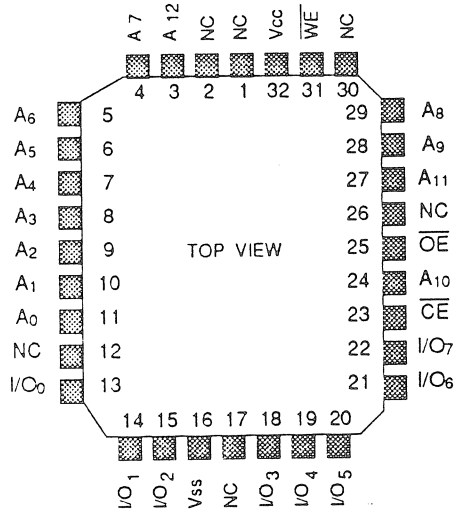 A7 A12 NC NC Vcc W̅E̅ NC
4 3 2 1 32 31 30
A6 5 29 A8
A5 6 28 A9
A4 7 27 A11
A3 8 26 NC
A2 9 TOP VIEW 25 O̅E̅
A1 10 24 A10
A0 11 23 C̅E̅
NC 12 22 I/O7
I/O0 13 21 I/O6
14 15 16 17 18 19 20
I/O1 I/O2 Vss NC I/O3 I/O4 I/O5